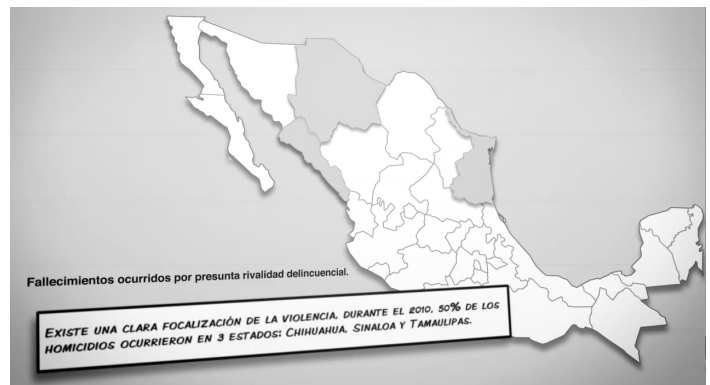 Fallecimientos ocurridos por presunta rivalidad delincuencial.
EXISTE UNA CLARA FOCALIZACIÓN DE LA VIOLENCIA, DURANTE EL 2010, 50% DE LOS
HOMICIDIOS OCURRIERON EN 3 ESTADOS: CHIHUAHUA, SINALOA Y TAMAULIPAS.